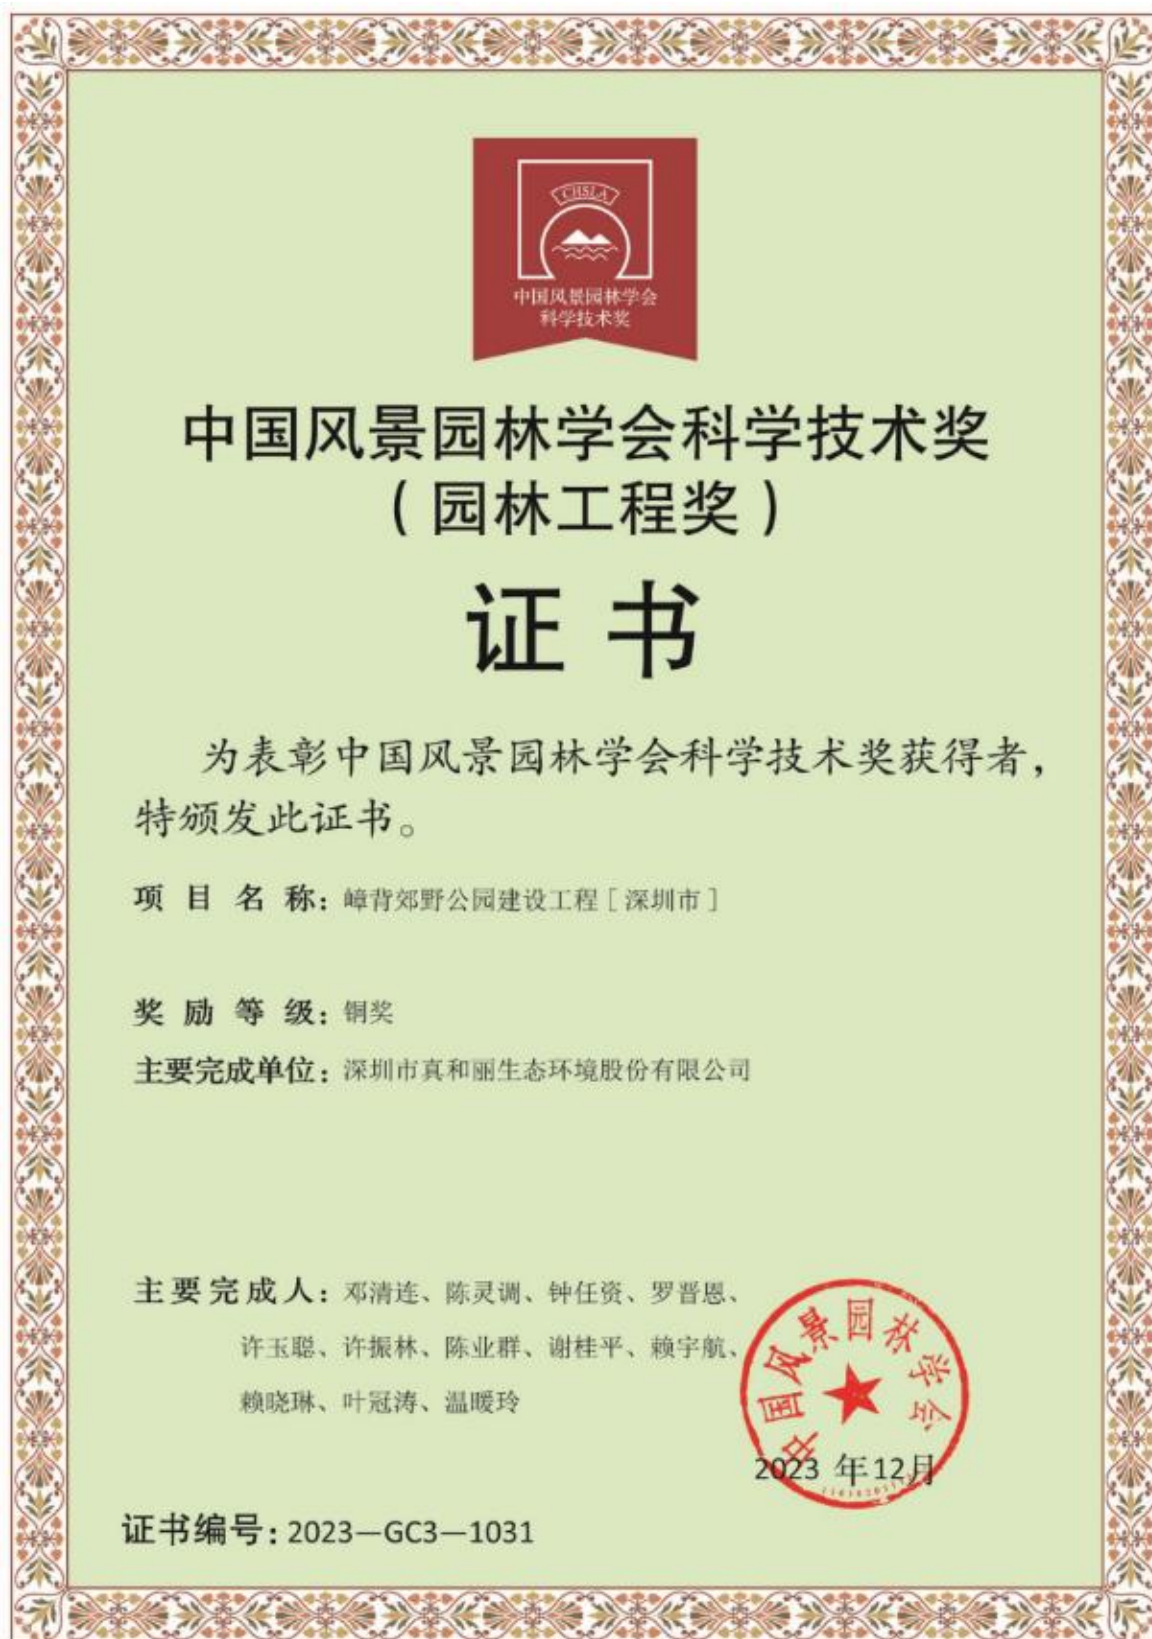 CHSLA
中国风景园林学会
科学技术奖
中国风景园林学会科学技术奖
（园林工程奖）
证书
为表彰中国风景园林学会科学技术奖获得者，
特颁发此证书。
项目名称：嶂背郊野公园建设工程［深圳市］
奖励等级：铜奖
主要完成单位：深圳市真和丽生态环境股份有限公司
主要完成人：邓清连、陈灵调、钟任资、罗晋恩、
许玉聪、许振林、陈业群、谢桂平、赖宇航、
赖晓琳、叶冠涛、温暖玲
中国风景园林学会
2023 年12月
证书编号：2023—GC3—1031